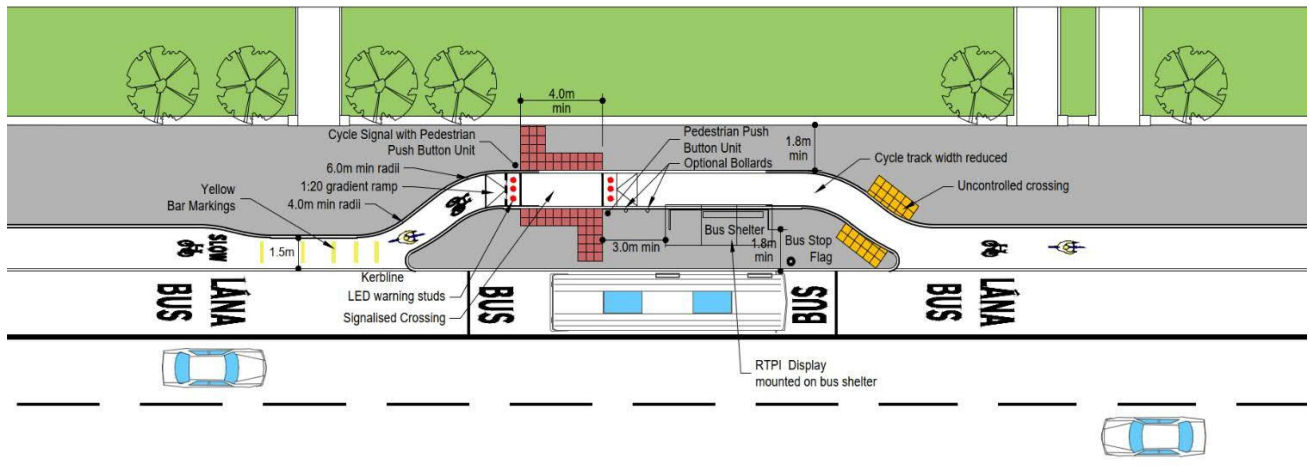 4.0m
min
Cycle Signal with Pedestrian
Push Button Unit
6.0m min radii
1:20 gradient ramp
4.0m min radii
Yellow
Bar Markings
Pedestrian Push
Button Unit
Optional Bollards
1.8m
min
Cycle track width reduced
Uncontrolled crossing
SLOW
1.5m
3.0m min
Bus Shelter
1.8m
min
Bus Stop
Flag
Kerbline
LED warning studs
Signalised Crossing
LÁNA
BUS
BUS
BUS
LÁNA
BUS
RTPI Display
mounted on bus shelter